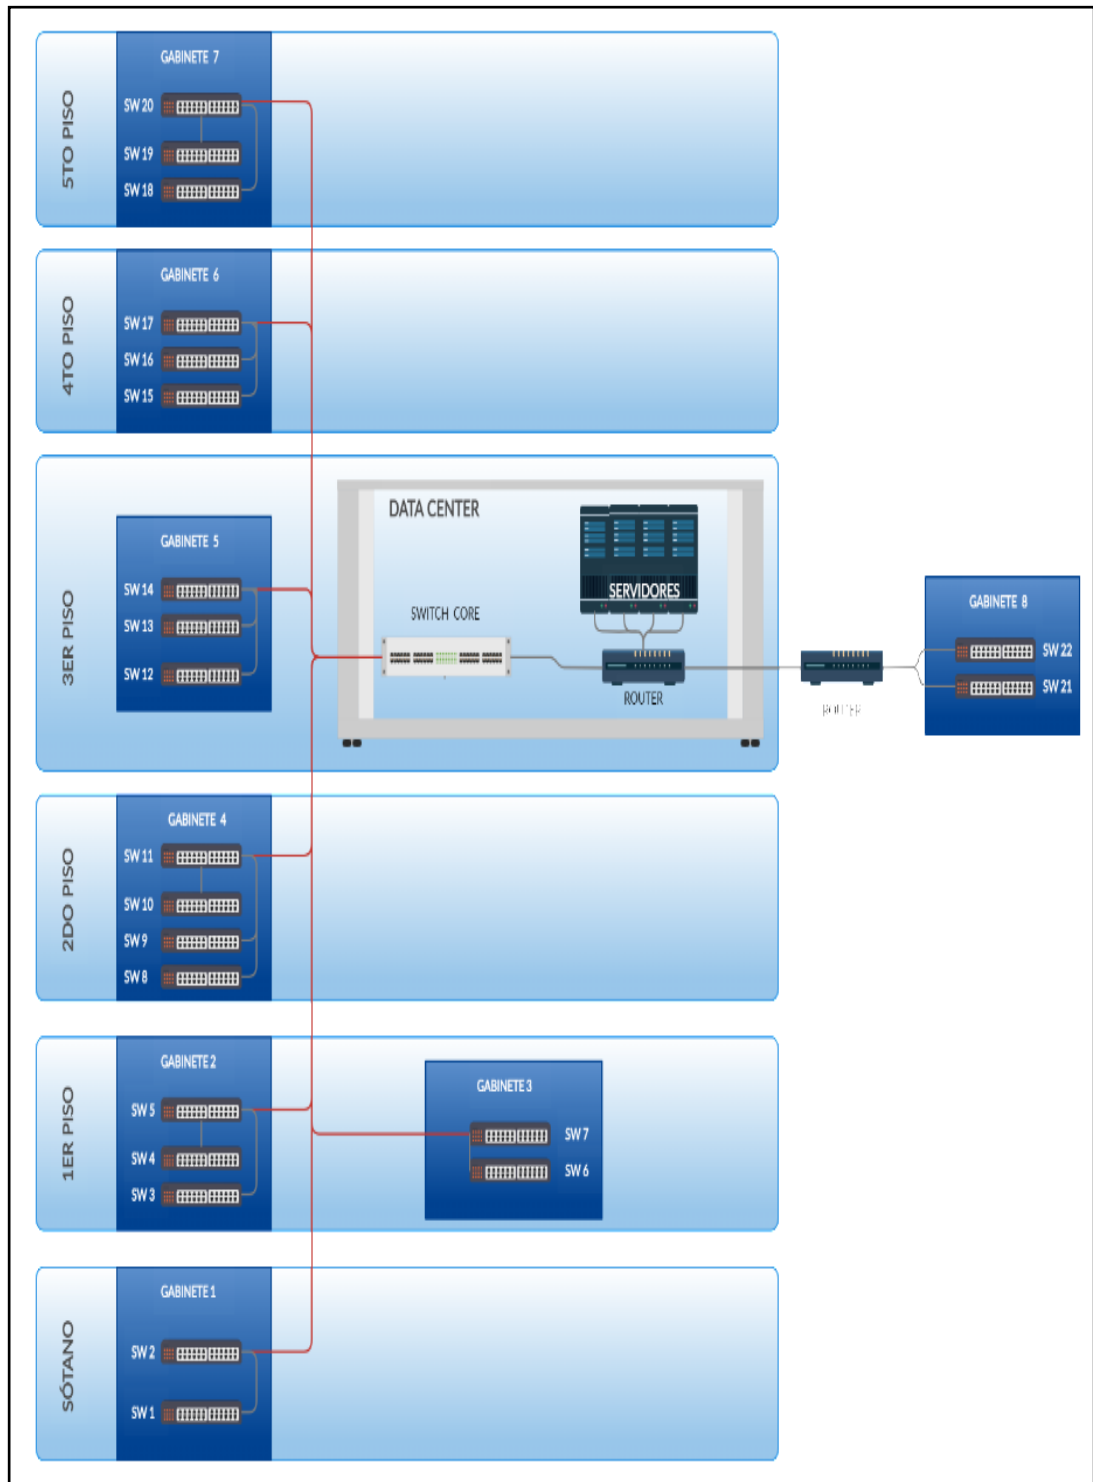 5TO PISO
GABINETE 7
SW 20
SW 19
SW 18
4TO PISO
GABINETE 6
SW 17
SW 16
SW 15
3ER PISO
GABINETE 5
SW 14
SW 13
SW 12
DATA CENTER
SWITCH CORE
SERVIDORES
ROUTER
ROUTER
GABINETE 8
SW 22
SW 21
2DO PISO
GABINETE 4
SW 11
SW 10
SW 9
SW 8
1ER PISO
GABINETE 2
SW 5
SW 4
SW 3
GABINETE 3
SW 7
SW 6
SÓTANO
GABINETE 1
SW 2
SW 1